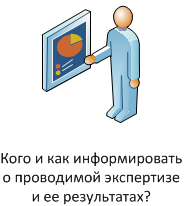 Кого и как информировать
о проводимой экспертизе
и ее результатах?